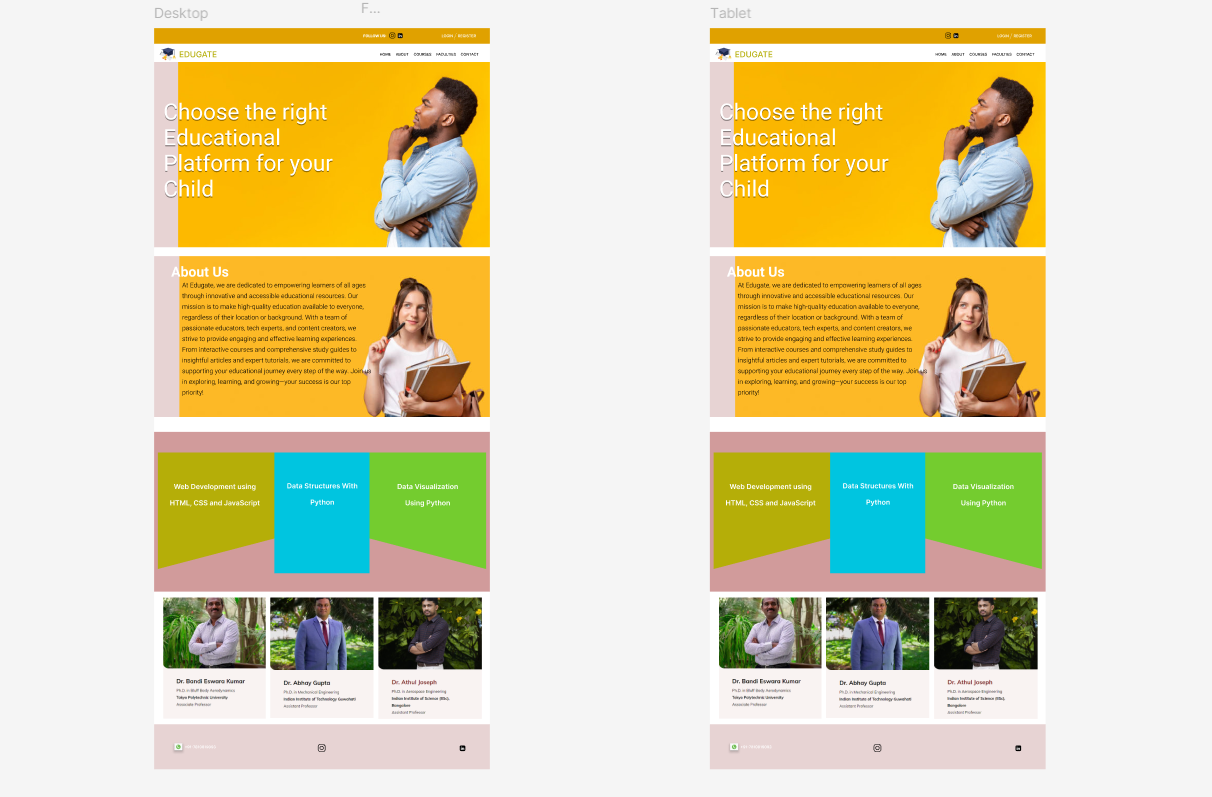 Desktop
F...
Tablet
FOLLOW US:
LOGIN / REGISTER
EDUGATE
HOME ABOUT COURSES FACULTIES CONTACT
Choose the right
Educational
Platform for your
Child
About Us
At Edugate, we are dedicated to empowering learners of all ages
through innovative and accessible educational resources. Our
mission is to make high-quality education available to everyone,
regardless of their location or background. With a team of
passionate educators, tech experts, and content creators, we
strive to provide engaging and effective learning experiences.
From interactive courses and comprehensive study guides to
insightful articles and expert tutorials, we are committed to
supporting your educational journey every step of the way. Join us
in exploring, learning, and growing—your success is our top
priority!
Web Development using
HTML, CSS and JavaScript
Data Structures With
Python
Data Visualization
Using Python
Dr. Bandi Eswara Kumar
Ph.D. in Bluff Body Aerodynamics
Tokyo Polytechnic University
Associate Professor
Dr. Abhay Gupta
Ph.D. in Mechanical Engineering
Indian Institute of Technology Guwahati
Assistant Professor
Dr. Athul Joseph
Ph.D. in Aerospace Engineering
Indian Institute of Science (IISc),
Bangalore
Assistant Professor
LOGIN / REGISTER
EDUGATE
HOME ABOUT COURSES FACULTIES CONTACT
Choose the right
Educational
Platform for your
Child
About Us
At Edugate, we are dedicated to empowering learners of all ages
through innovative and accessible educational resources. Our
mission is to make high-quality education available to everyone,
regardless of their location or background. With a team of
passionate educators, tech experts, and content creators, we
strive to provide engaging and effective learning experiences.
From interactive courses and comprehensive study guides to
insightful articles and expert tutorials, we are committed to
supporting your educational journey every step of the way. Join us
in exploring, learning, and growing—your success is our top
priority!
Web Development using
HTML, CSS and JavaScript
Data Structures With
Python
Data Visualization
Using Python
Dr. Bandi Eswara Kumar
Ph.D. in Bluff Body Aerodynamics
Tokyo Polytechnic University
Associate Professor
Dr. Abhay Gupta
Ph.D. in Mechanical Engineering
Indian Institute of Technology Guwahati
Assistant Professor
Dr. Athul Joseph
Ph.D. in Aerospace Engineering
Indian Institute of Science (IISc),
Bangalore
Assistant Professor